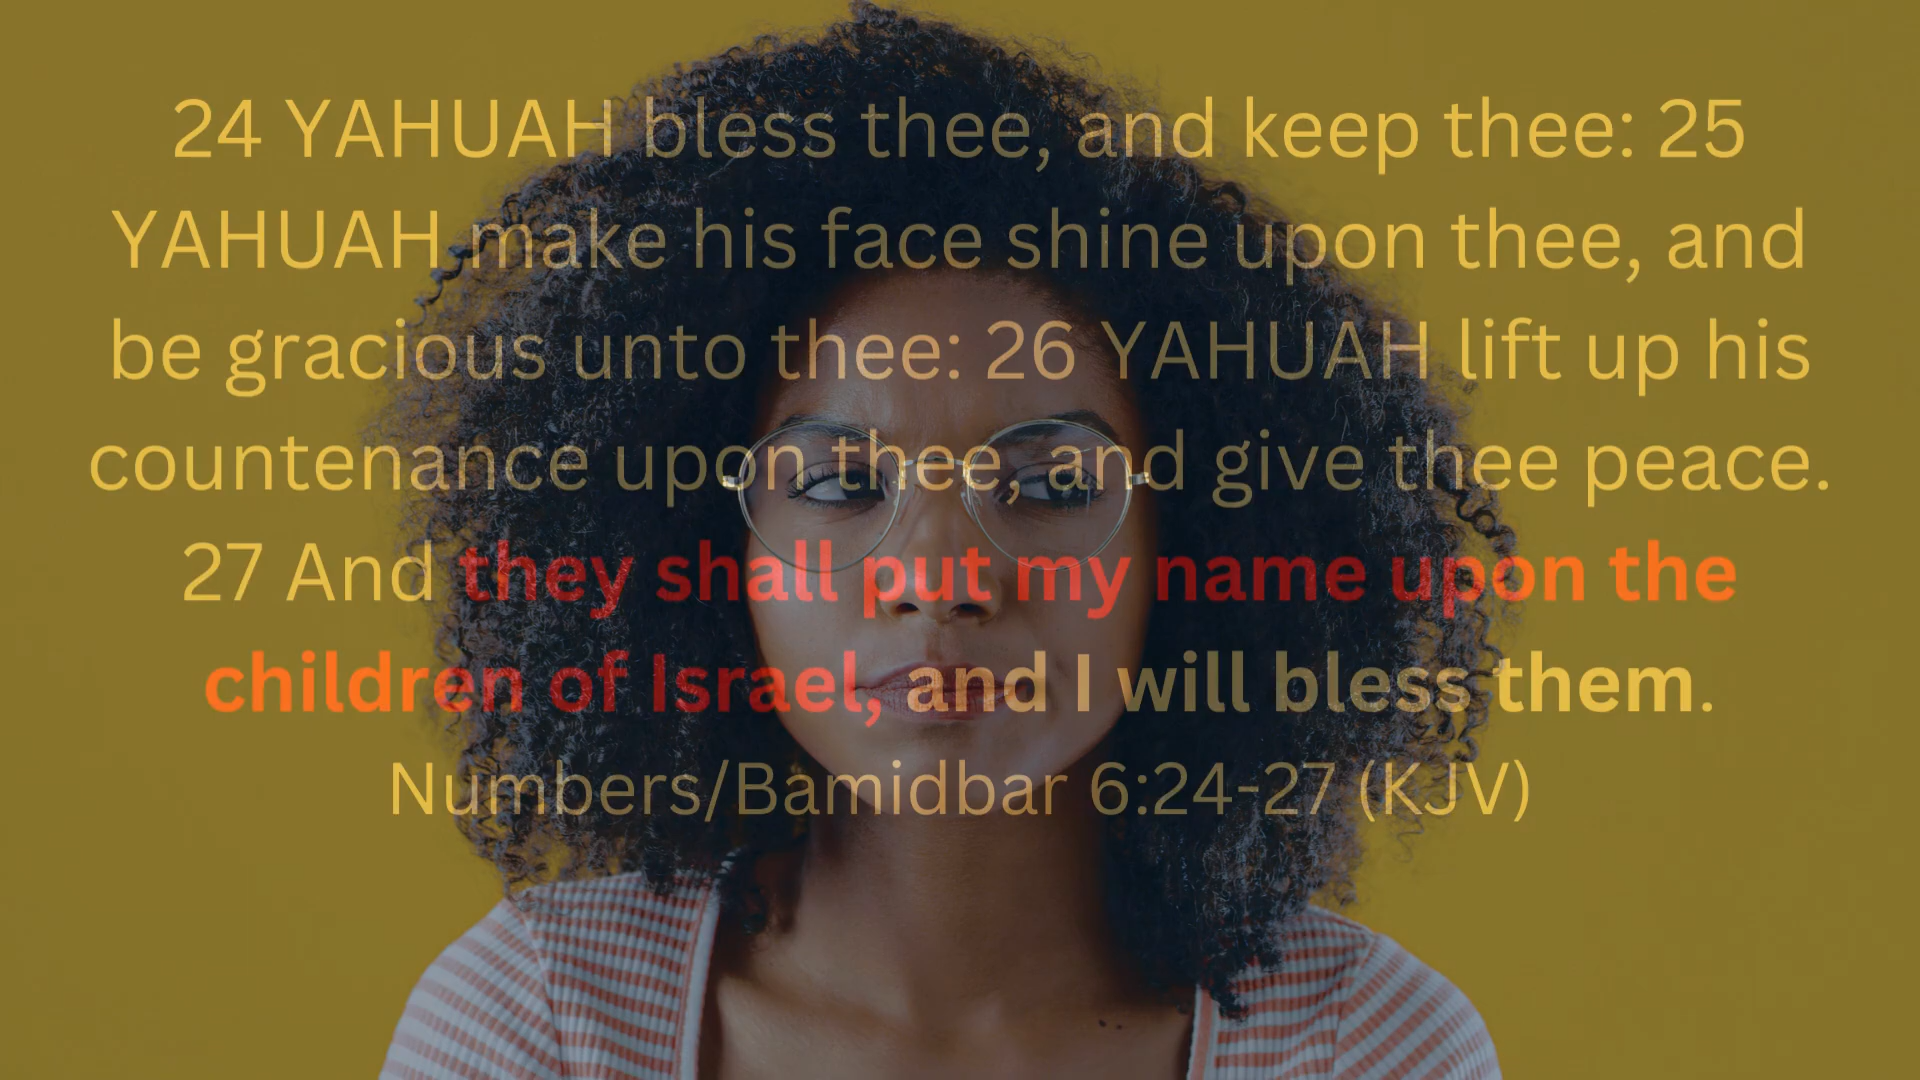 24 YAHUAH bless thee, and keep thee: 25
YAHUAH make his face shine upon thee, and
be gracious unto thee: 26 YAHUAH lift up his
countenance upon thee, and give thee peace.
27 And they shall put my name upon the
children of Israel, and I will bless them.
Numbers/Bamidbar 6:24-27 (KJV)